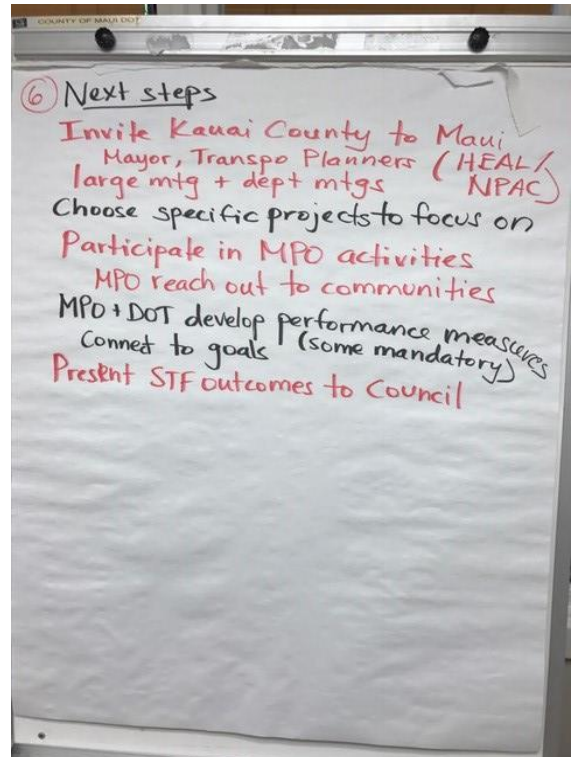 COUNTY OF MAUI DOT
6 Next steps
Invite Kauai County to Maui
Mayor, Transpo Planners (HEAL/
large mtg + dept mtgs NPAC)
Choose specific projects to focus on
Participate in MPO activities
MPO reach out to communities
MPO + DOT develop performance measures
Connect to goals (some mandatory)
Present STF outcomes to Council